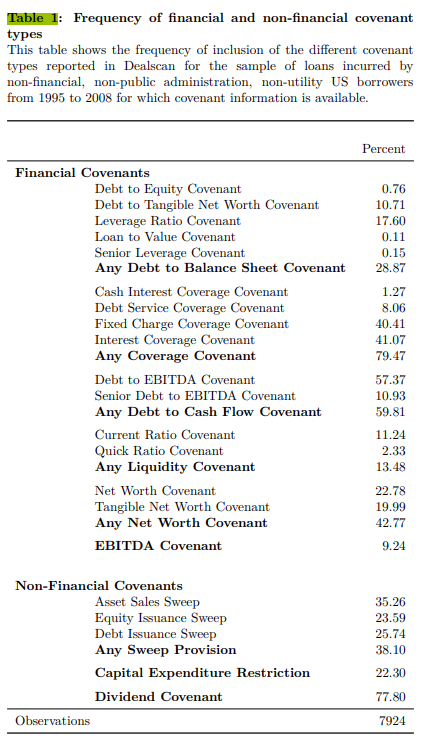 Table 1: Frequency of financial and non-financial covenant
types
This table shows the frequency of inclusion of the different covenant
types reported in Dealscan for the sample of loans incurred by
non-financial, non-public administration, non-utility US borrowers
from 1995 to 2008 for which covenant information is available.
Percent
Financial Covenants
Debt to Equity Covenant 0.76
Debt to Tangible Net Worth Covenant 10.71
Leverage Ratio Covenant 17.60
Loan to Value Covenant 0.11
Senior Leverage Covenant 0.15
Any Debt to Balance Sheet Covenant 28.87
Cash Interest Coverage Covenant 1.27
Debt Service Coverage Covenant 8.06
Fixed Charge Coverage Covenant 40.41
Interest Coverage Covenant 41.07
Any Coverage Covenant 79.47
Debt to EBITDA Covenant 57.37
Senior Debt to EBITDA Covenant 10.93
Any Debt to Cash Flow Covenant 59.81
Current Ratio Covenant 11.24
Quick Ratio Covenant 2.33
Any Liquidity Covenant 13.48
Net Worth Covenant 22.78
Tangible Net Worth Covenant 19.99
Any Net Worth Covenant 42.77
EBITDA Covenant 9.24
Non-Financial Covenants
Asset Sales Sweep 35.26
Equity Issuance Sweep 23.59
Debt Issuance Sweep 25.74
Any Sweep Provision 38.10
Capital Expenditure Restriction 22.30
Dividend Covenant 77.80
Observations 7924